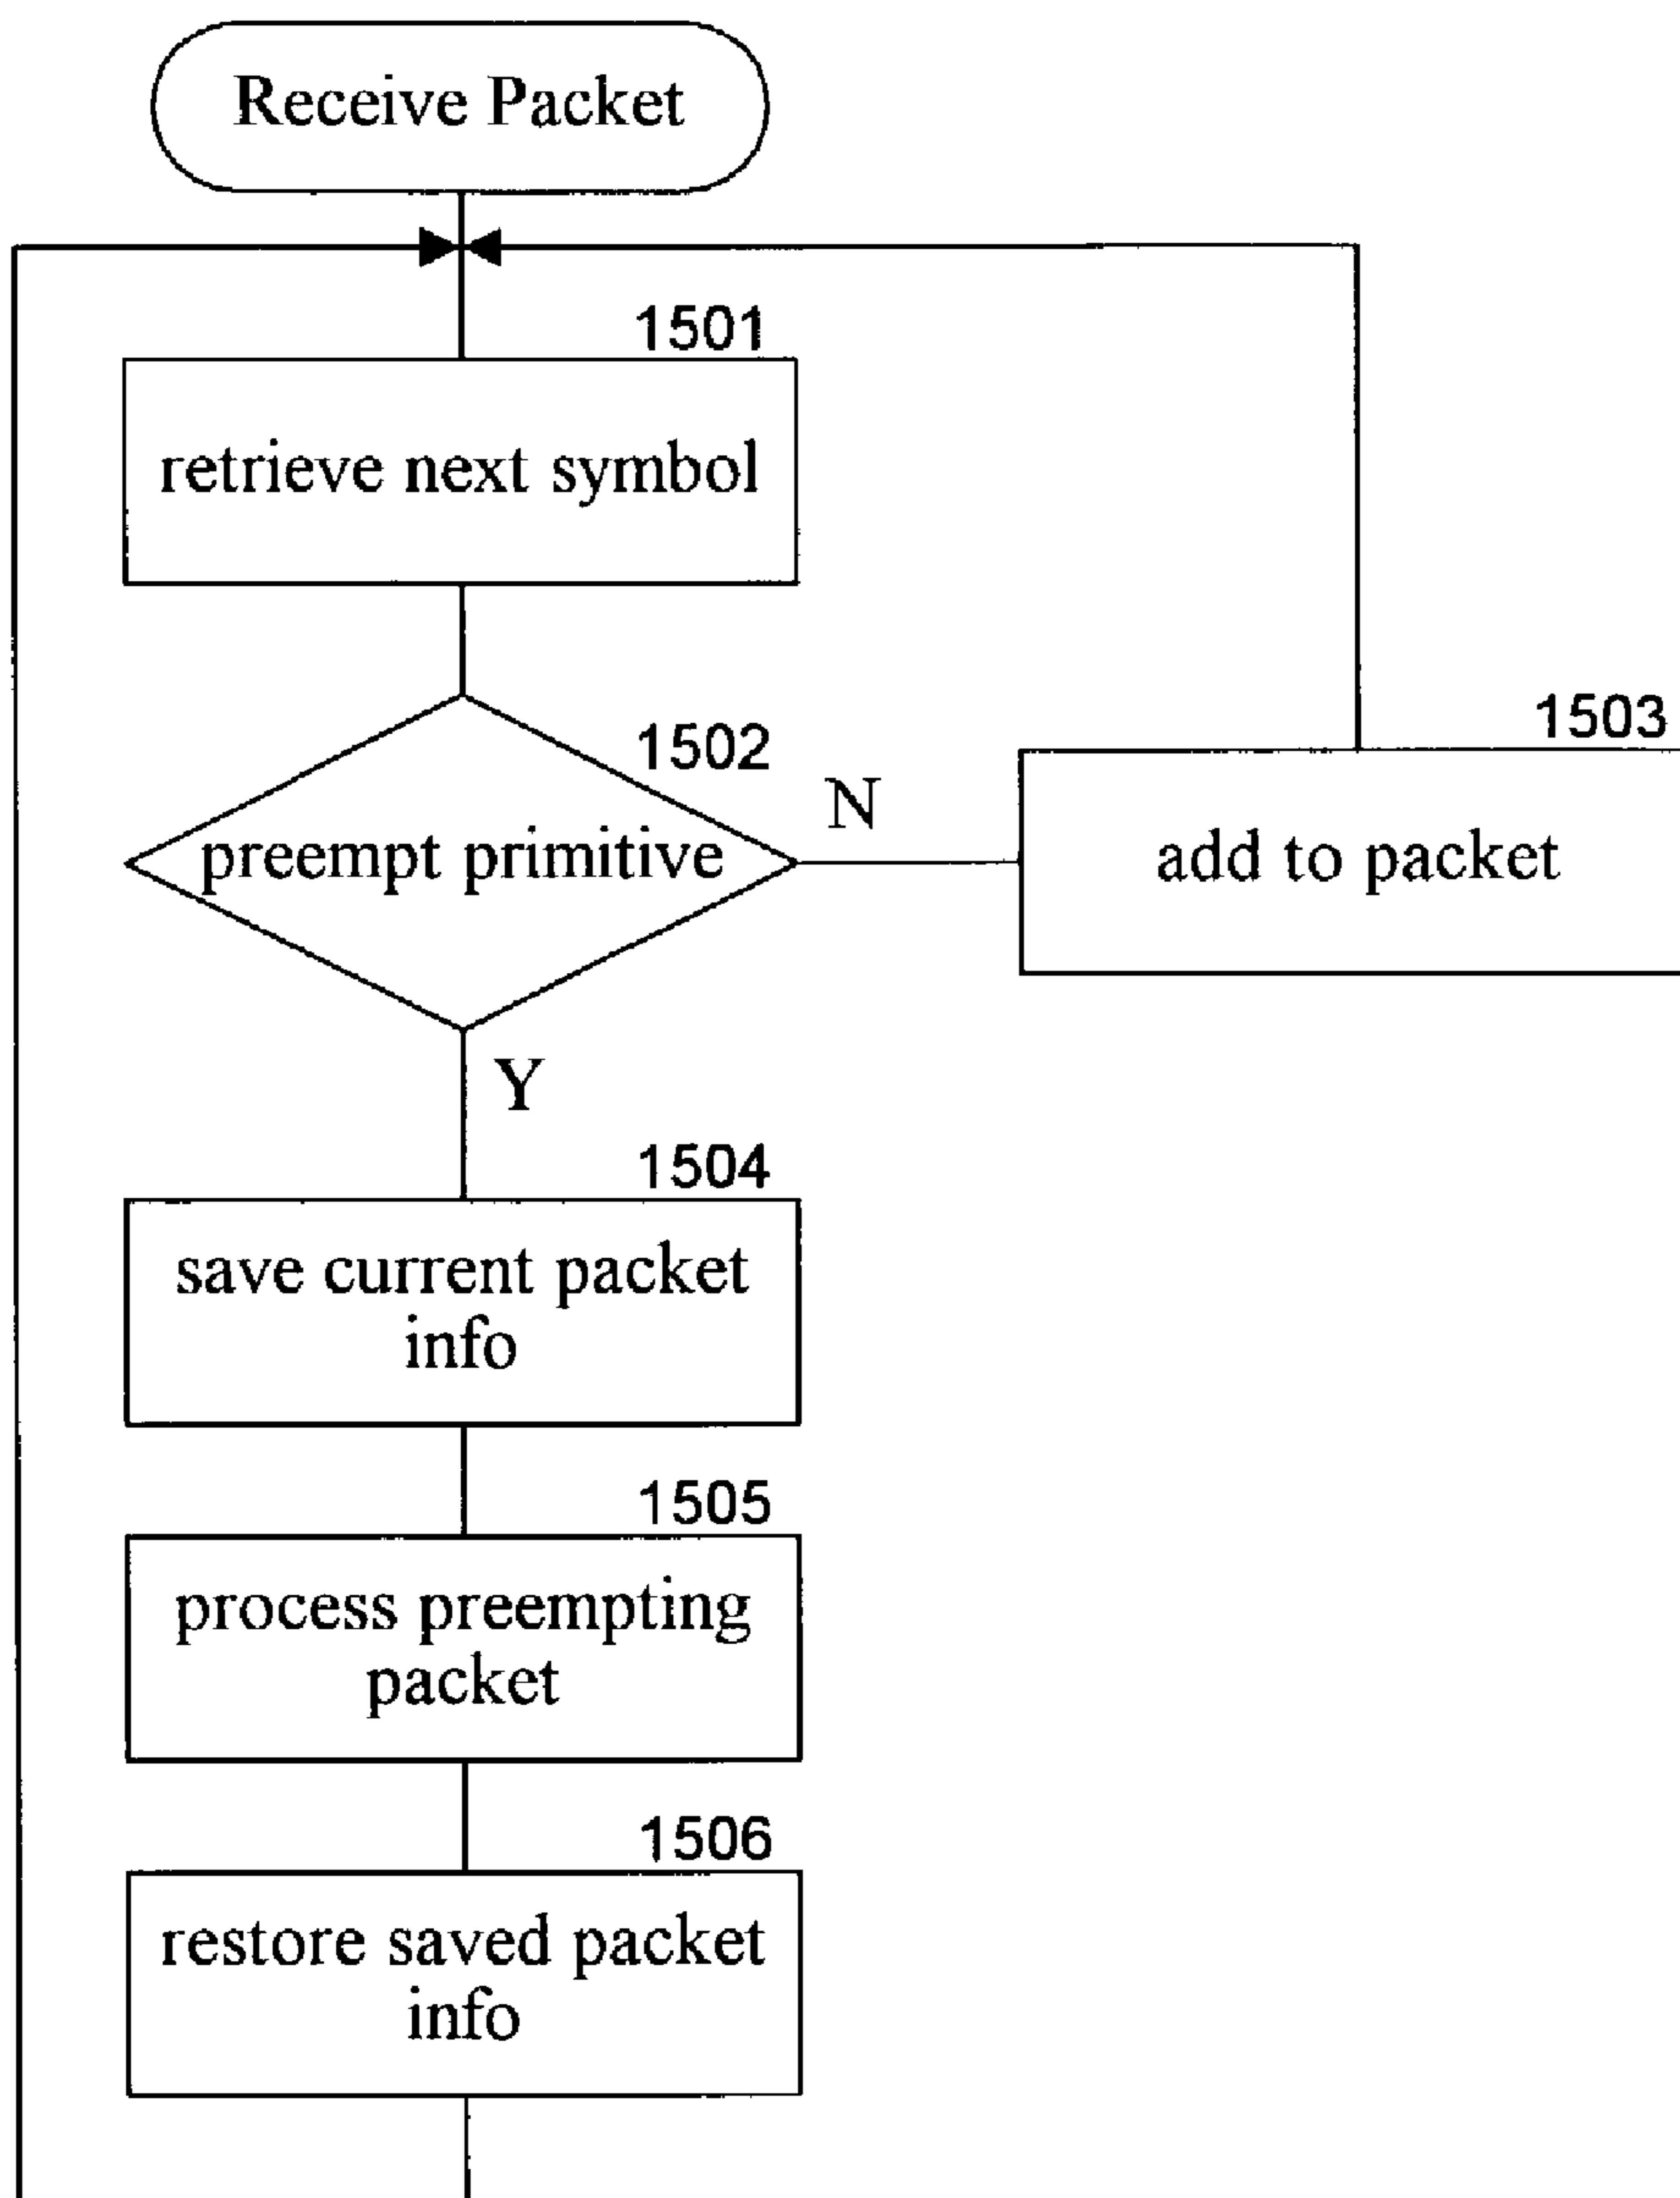 Receive Packet
1501
retrieve next symbol
1502
preempt primitive
N
1503
add to packet
Y
1504
save current packet
info
1505
process preempting
packet
1506
restore saved packet
info